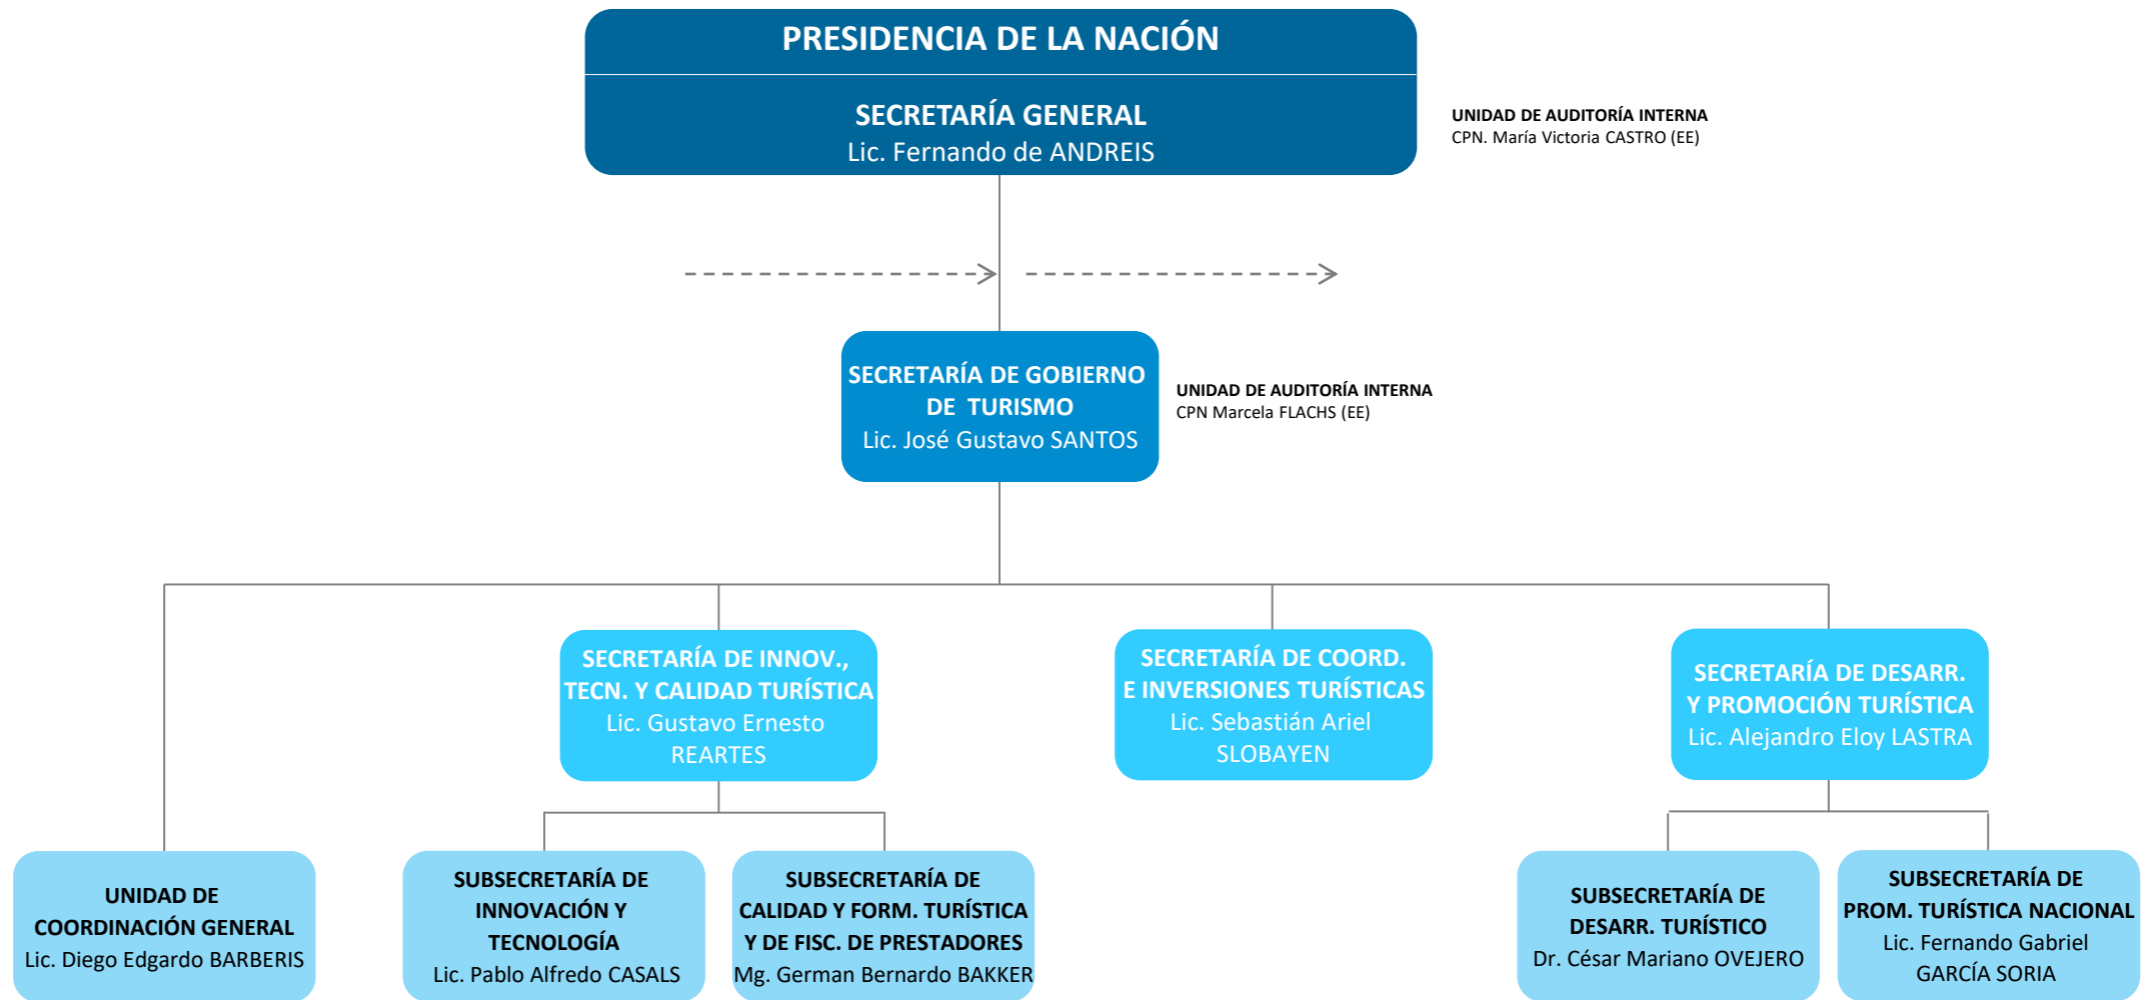 PRESIDENCIA DE LA NACIÓN
SECRETARÍA GENERAL
Lic. Fernando de ANDREIS
UNIDAD DE AUDITORÍA INTERNA
CPN. María Victoria CASTRO (EE)
SECRETARÍA DE GOBIERNO
DE TURISMO
Lic. José Gustavo SANTOS
UNIDAD DE AUDITORÍA INTERNA
CPN Marcela FLACHS (EE)
SECRETARÍA DE INNOV.,
TECN. Y CALIDAD TURÍSTICA
Lic. Gustavo Ernesto
REARTES
SECRETARÍA DE COORD.
E INVERSIONES TURÍSTICAS
Lic. Sebastián Ariel
SLOBAYEN
SECRETARÍA DE DESARR.
Y PROMOCIÓN TURÍSTICA
Lic. Alejandro Eloy LASTRA
UNIDAD DE
COORDINACIÓN GENERAL
Lic. Diego Edgardo BARBERIS
SUBSECRETARÍA DE
INNOVACIÓN Y
TECNOLOGÍA
Lic. Pablo Alfredo CASALS
SUBSECRETARÍA DE
CALIDAD Y FORM. TURÍSTICA
Y DE FISC. DE PRESTADORES
Mg. German Bernardo BAKKER
SUBSECRETARÍA DE
DESARR. TURÍSTICO
Dr. César Mariano OVEJERO
SUBSECRETARÍA DE
PROM. TURÍSTICA NACIONAL
Lic. Fernando Gabriel
GARCÍA SORIA